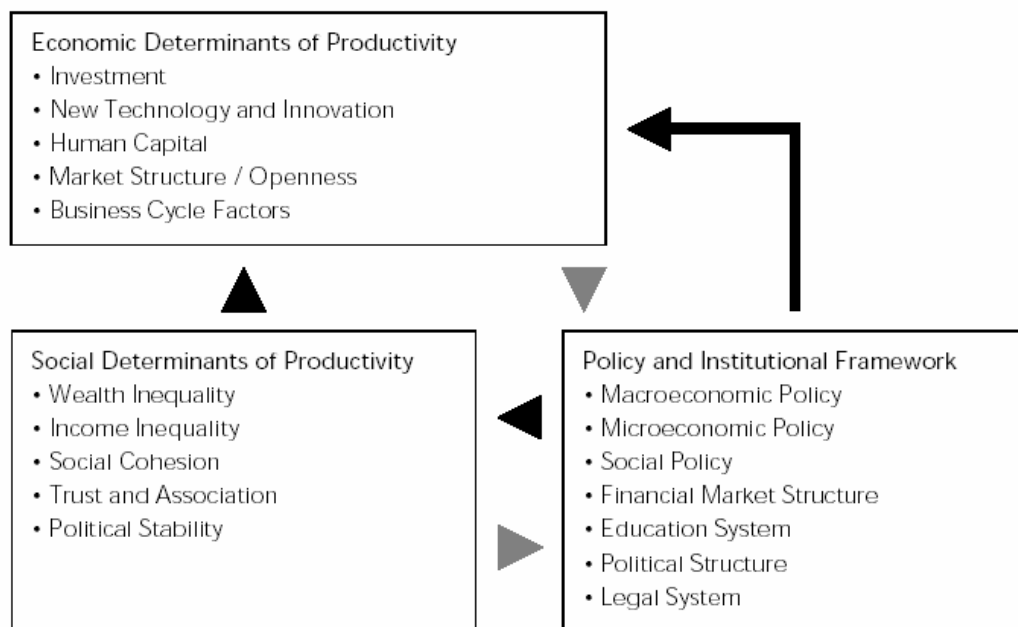 Economic Determinants of Productivity
• Investment
• New Technology and Innovation
• Human Capital
• Market Structure / Openness
• Business Cycle Factors
Social Determinants of Productivity
• Wealth Inequality
• Income Inequality
• Social Cohesion
• Trust and Association
• Political Stability
Policy and Institutional Framework
• Macroeconomic Policy
• Microeconomic Policy
• Social Policy
• Financial Market Structure
• Education System
• Political Structure
• Legal System